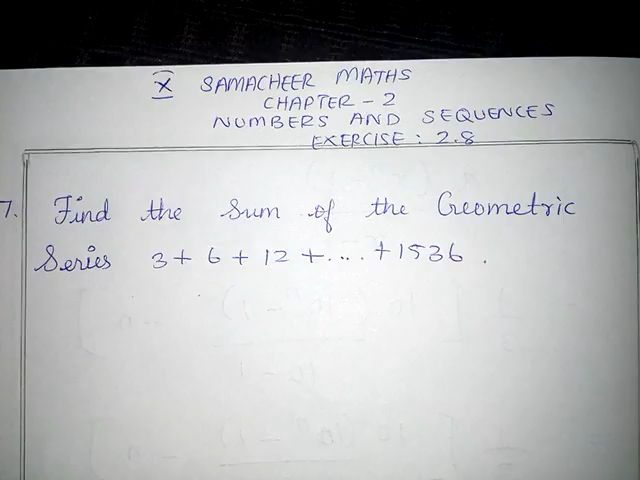 X SAMACHEER MATHS
CHAPTER - 2
NUMBERS AND SEQUENCES
EXERCISE : 2.8
7. Find the Sum of the Geometric
Series 3 + 6 + 12 + .... + 1536 .